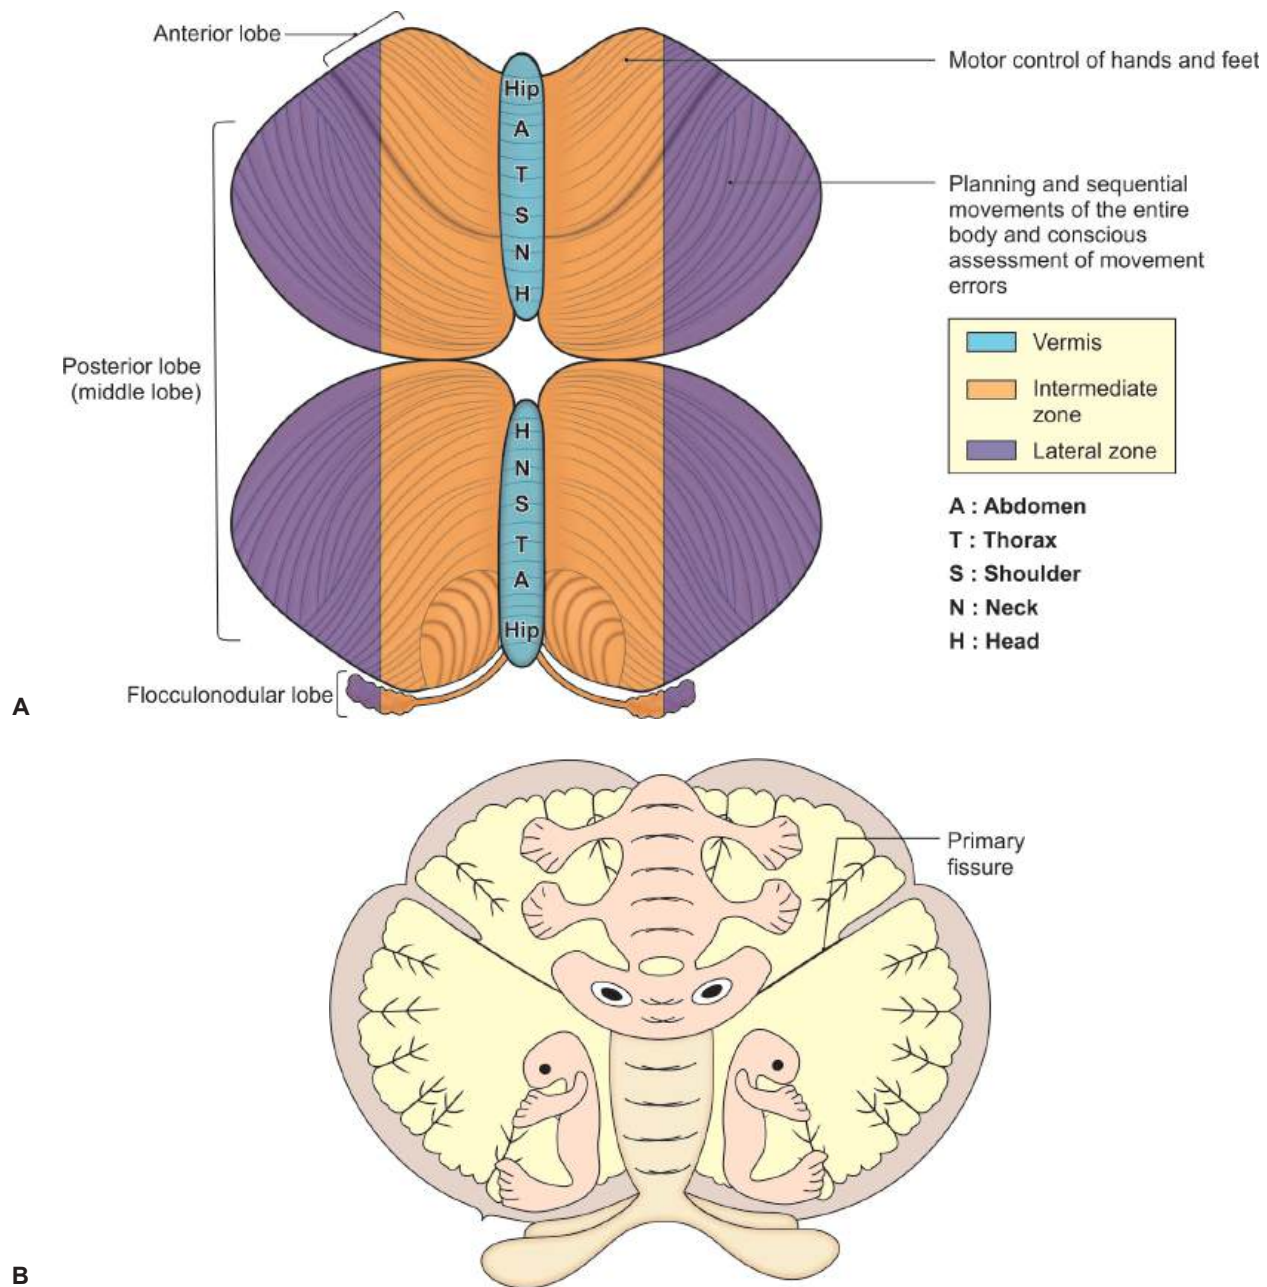 Anterior lobe
Motor control of hands and feet
Hip
A
T
S
N
H
Planning and sequential
movements of the entire
body and conscious
assessment of movement
errors
Posterior lobe
(middle lobe)
Vermis
Intermediate
zone
Lateral zone
H
N
S
T
A
Hip
A : Abdomen
T : Thorax
S : Shoulder
N : Neck
H : Head
Flocculonodular lobe
A
Primary
fissure
B